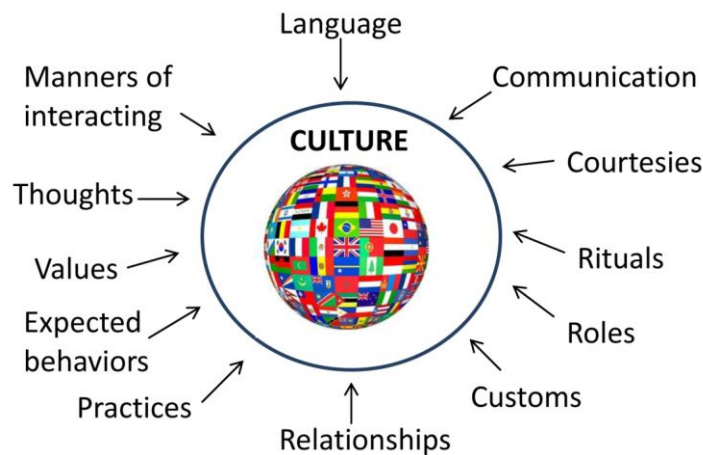 Language
Communication
Courtesies
Rituals
Roles
Customs
Relationships
Practices
Expected
behaviors
Values
Thoughts
Manners of
interacting
CULTURE